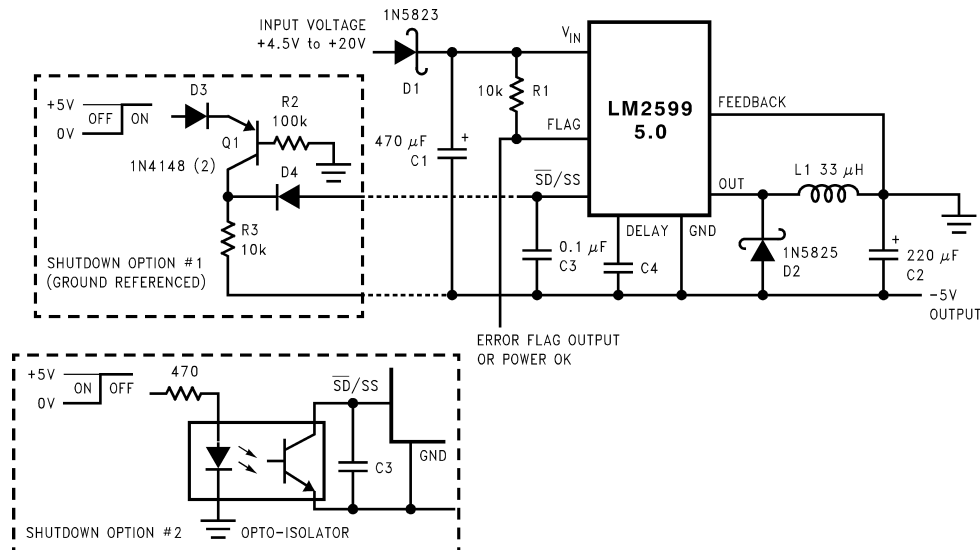 INPUT VOLTAGE
+4.5V to +20V
1N5823
D1
VIN
10k
R1
FLAG
470 µF
+
C1
LM2599
5.0
FEEDBACK
OUT
L1 33 µH
SD/SS
DELAY
GND
0.1 µF
C3
C4
1N5825
D2
+
220 µF
C2
-5V
OUTPUT
ERROR FLAG OUTPUT
OR POWER OK
+5V
0V
OFF
ON
D3
R2
100k
Q1
1N4148 (2)
D4
R3
10k
SHUTDOWN OPTION #1
(GROUND REFERENCED)
+5V
0V
ON
OFF
470
SD/SS
GND
C3
SHUTDOWN OPTION #2
OPTO-ISOLATOR